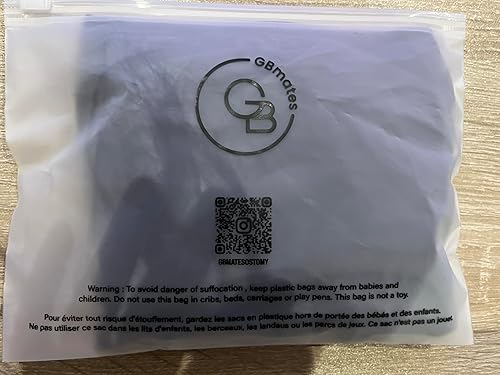 GBmates
GB
GBMATESOSTOMY
Warning : To avoid danger of suffocation , keep plastic bags away from babies and
children. Do not use this bag in cribs, beds, carriages or play pens. This bag is not a toy.
Pour éviter tout risque d'étouffement, gardez les sacs en plastique hors de portée des bébés et des enfants.
Ne pas utiliser ce sac dans les lits d'enfants, les berceaux, les landaus ou les parcs de jeux. Ce sac n'est pas un jouet.